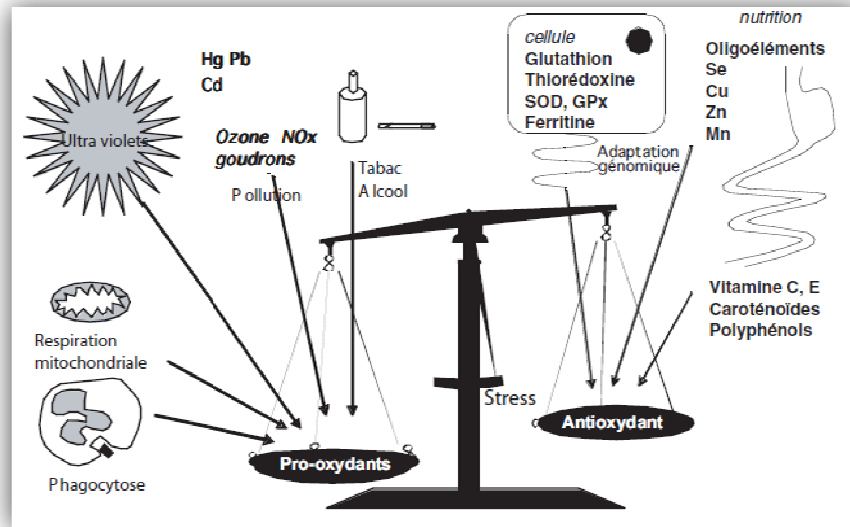 Ultra violets
Hg Pb
Cd
Ozone NOx
goudrons
Pollution
Tabac
Alcool
cellule
Glutathion
Thiorédoxine
SOD, GPx
Ferritine
Adaptation
génomique
nutrition
Oligoéléments
Se
Cu
Zn
Mn
Vitamine C, E
Caroténoïdes
Polyphénols
Respiration
mitochondriale
Phagocytose
Stress
Pro-oxydants
Antioxydant